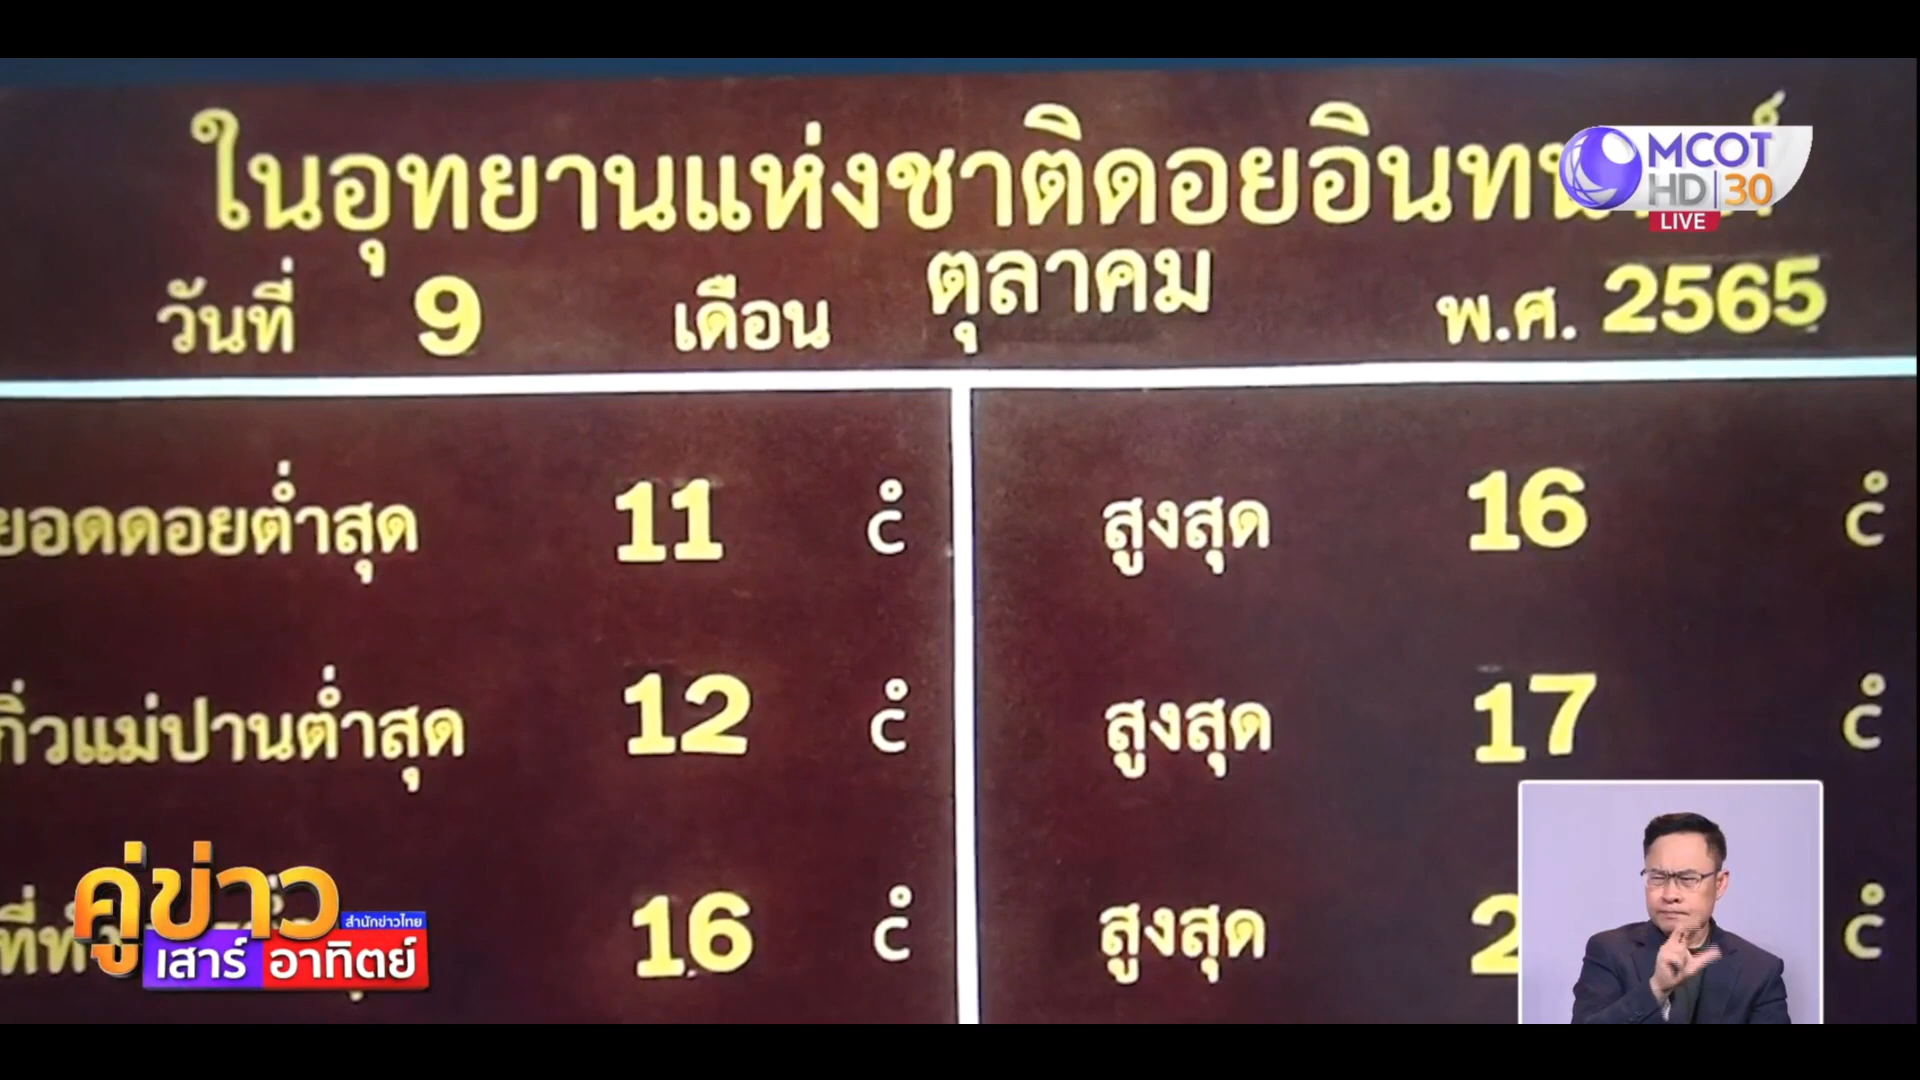 ในอุทยานแห่งชาติดอยอินทนนท์
MCOT
HD 30
LIVE
วันที่ 9 เดือน ตุลาคม พ.ศ. 2565
ยอดดอยต่ำสุด 11 c° สูงสุด 16 c°
กิ่วแม่ปานต่ำสุด 12 c° สูงสุด 17 c°
16 c° สูงสุด c°
คู่ข่าว
สำนักข่าวไทย
เสาร์ อาทิตย์